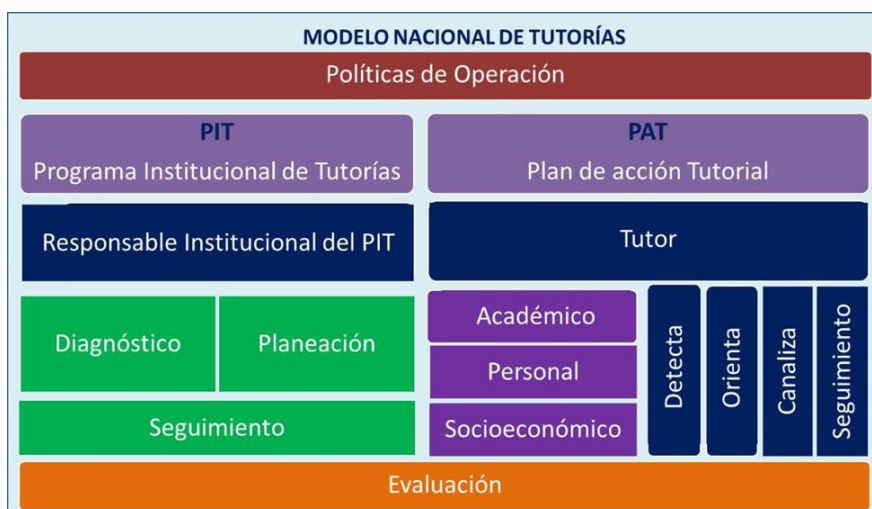 MODELO NACIONAL DE TUTORÍAS
Políticas de Operación
PIT
Programa Institucional de Tutorías
PAT
Plan de acción Tutorial
Responsable Institucional del PIT
Tutor
Diagnóstico
Planeación
Seguimiento
Académico
Personal
Socioeconómico
Detecta
Orienta
Canaliza
Seguimiento
Evaluación